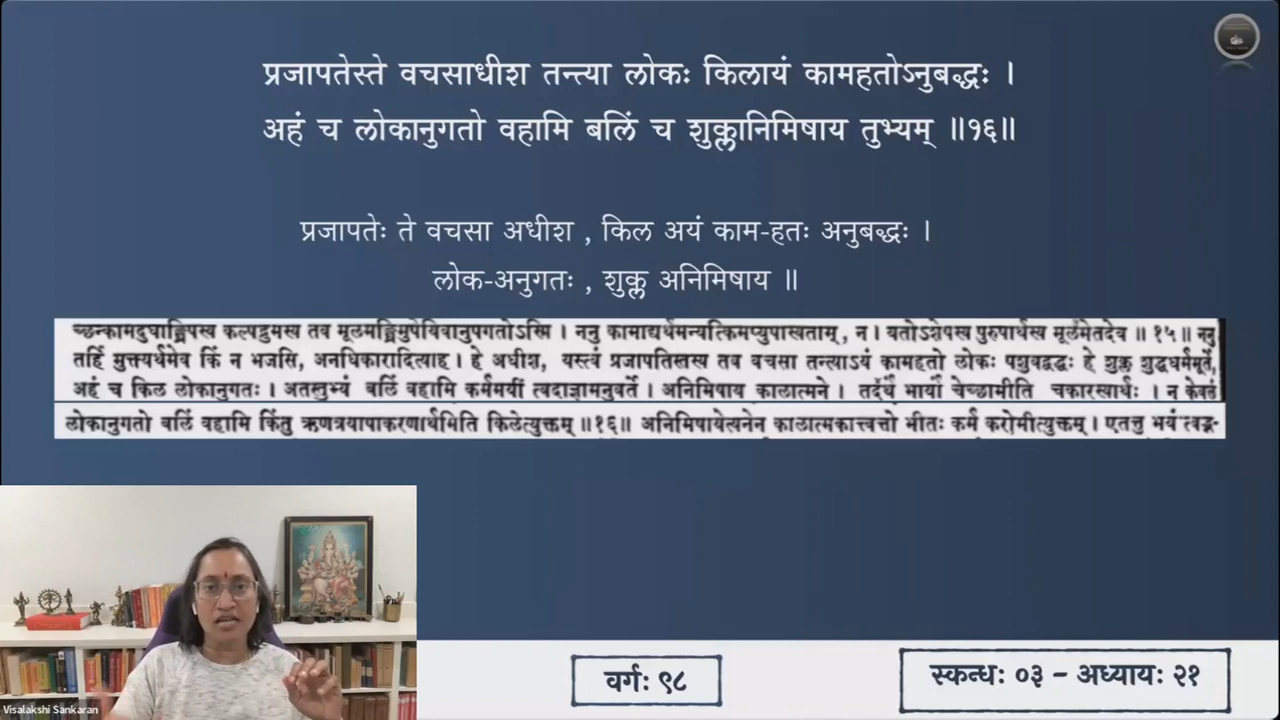 प्रजापतेस्ते वचसाधीश तन्त्या लोकः किलायं कामहतोऽनुबद्धः ।
अहं च लोकानुगतो वहामि बलिं च शुक्लानिमिषाय तुभ्यम् ॥१६॥
प्रजापतेः ते वचसा अधीश , किल अयं काम-हतः अनुबद्धः ।
लोक-अनुगतः , शुक्ल अनिमिषाय ॥
च्छन्कामदुघाङ्घ्रिपस्य कल्पद्रुमस्य तव मूलमङ्घ्रिमुपेयिवानुपगतोऽस्मि । ननु कामाद्यर्थमन्यत्किमप्युपास्यताम्, न । यतोऽशेषस्य पुरुषार्थस्य मूलमेतदेव ॥ १५ ॥ ननु
तर्हि मुक्त्यर्थमेव किं न भजसि, अनधिकारादित्याह । हे अधीश, यस्त्वं प्रजापतिस्तस्य तव वचसा तन्त्याऽयं कामहतो लोकः पशुवद्बद्धः हे शुक्ल शुद्धधर्ममूर्ते,
अहं च किल लोकानुगतः । अतस्तुभ्यं बलिं वहामि कर्ममयीं त्वदाज्ञामनुवर्ते । अनिमिषाय कालात्मने । तदर्थं भार्यां चेच्छामीति चकारस्यार्थः । न केवलं
लोकानुगतो बलिं वहामि किंतु ऋणत्रयापाकरणार्थमिति किलेत्युक्तम् ॥१६॥ अनिमिषायेत्यनेन कालात्मकात्त्वत्तो भीतः कर्म करोमीत्युक्तम् । एतत्तु भयं त्वद्भ-
Visalakshi Sankaran
वर्गः ९८
स्कन्धः ०३ – अध्यायः २१